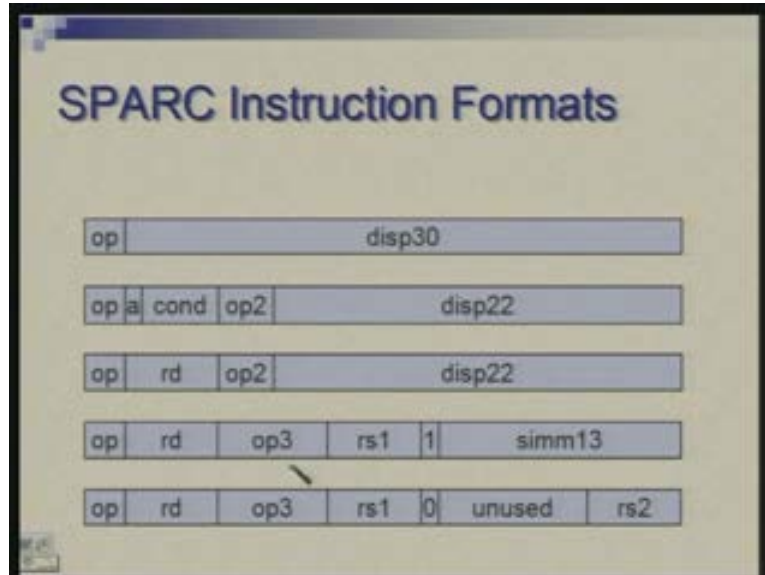 SPARC Instruction Formats
op disp30
op a cond op2 disp22
op rd op2 disp22
op rd op3 rs1 1 simm13
op rd op3 rs1 0 unused rs2